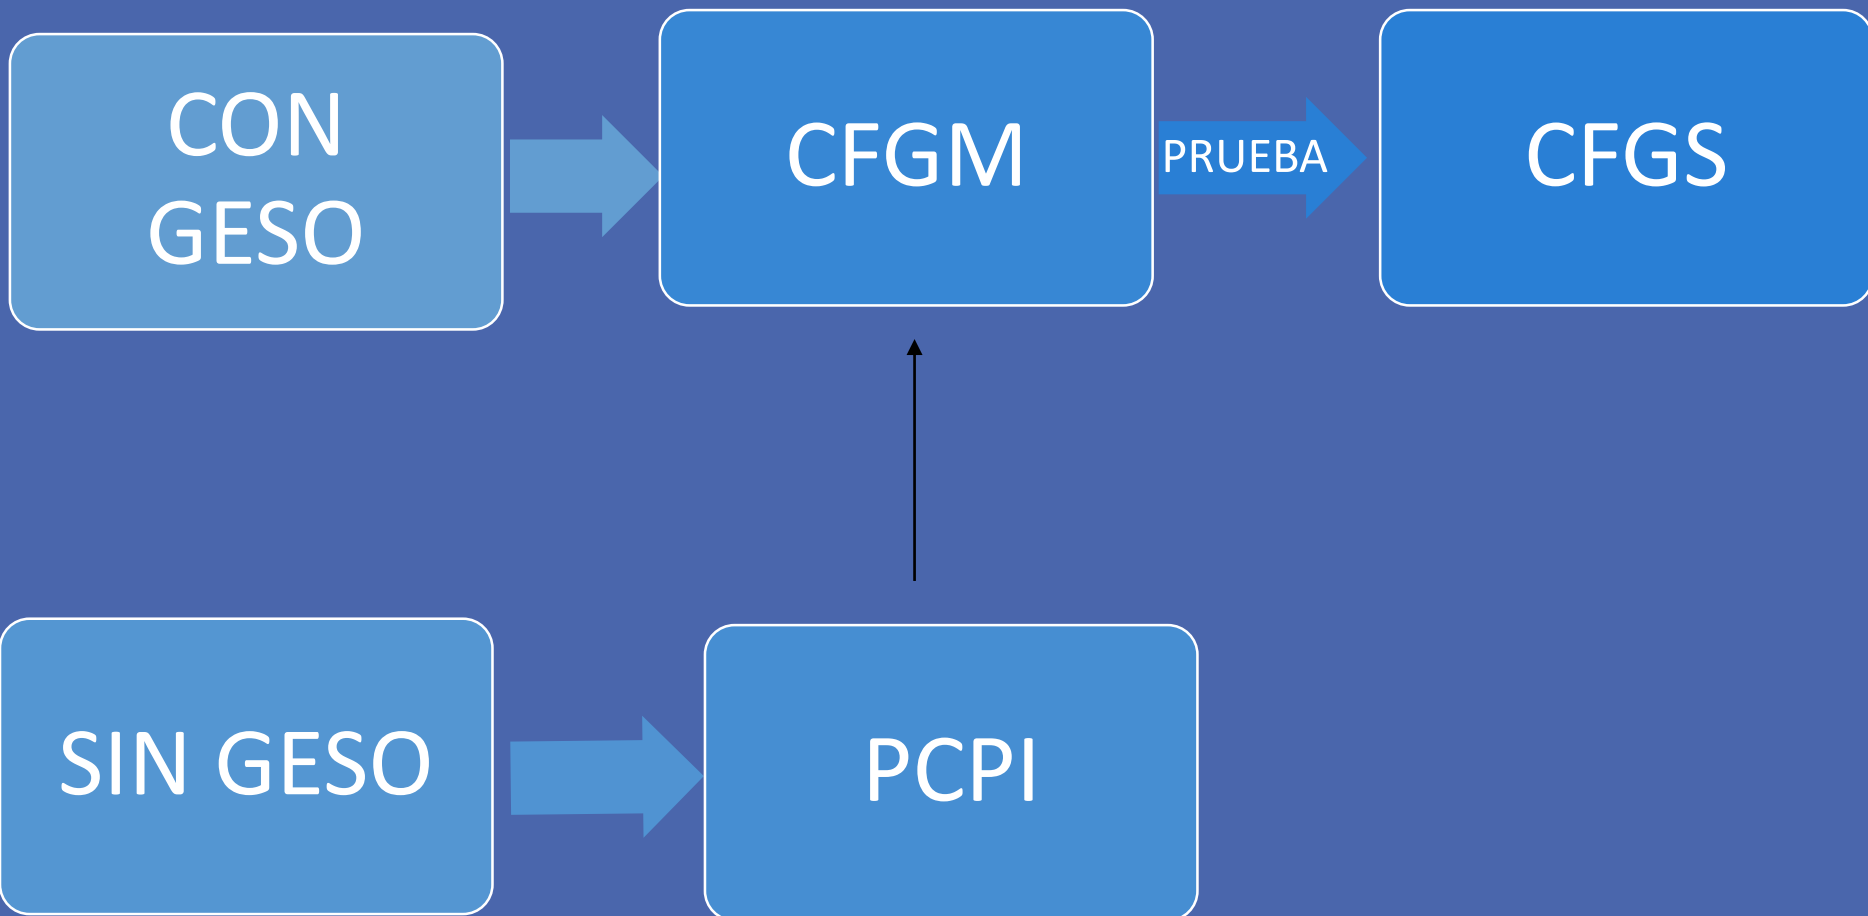 CON
GESO
CFGM
PRUEBA
CFGS
SIN GESO
PCPI